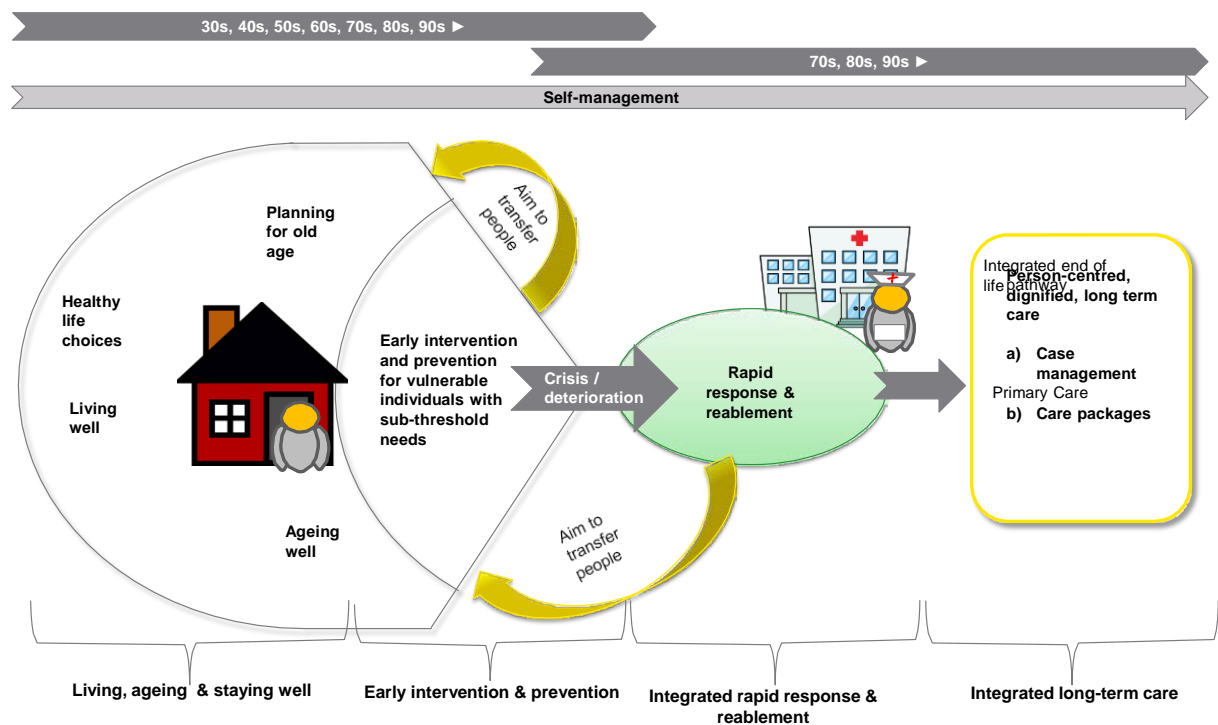 30s, 40s, 50s, 60s, 70s, 80s, 90s ►
70s, 80s, 90s ►
Self-management
Planning
for old
age
Healthy
life
choices
Living
well
Ageing
well
Early intervention
and prevention
for vulnerable
individuals with
sub-threshold
needs
Aim to
transfer
people
Crisis /
deterioration
Rapid
response &
reablement
Aim to
transfer
people
Integrated end of
life pathway
Person-centred,
dignified, long term
care
a) Case
management
Primary Care
b) Care packages
Living, ageing & staying well
Early intervention & prevention
Integrated rapid response &
reablement
Integrated long-term care